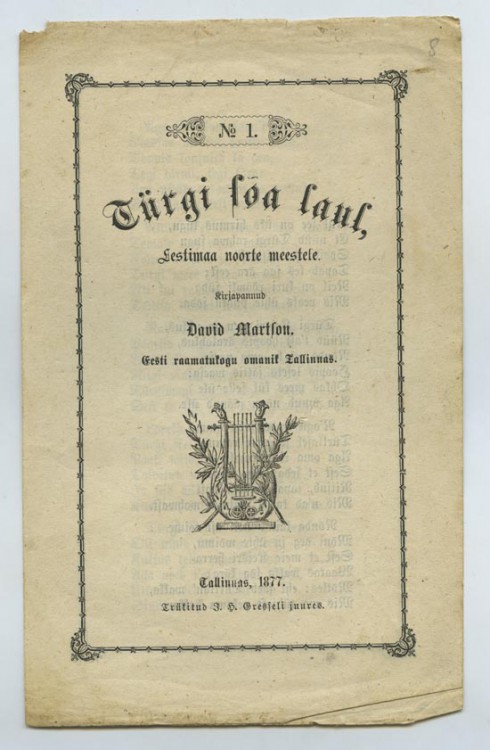 8
№ 1.
Türgi sõa laul,
Eestimaa noorte meestele.
Kirjapannud
David Martson.
Eesti raamatukogu omanik Tallinnas.
Tallinnas, 1877.
Trükitud J. H. Gresseli juures.